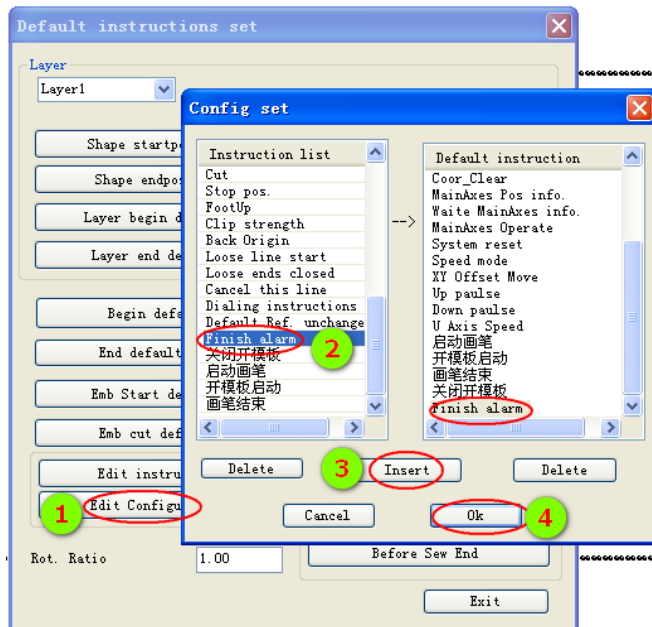 Default instructions set
Layer
Layer1
Shape startp
Shape endpo
Layer begin d
Layer end de
Begin defa
End default
Emb Start de
Emb cut def
Edit instru
1
Edit Configu
Rot. Ratio
1.00
Before Sew End
Exit
Config set
Instruction list
Cut
Stop pos.
FootUp
Clip strength
Back Origin
Loose line start
Loose ends closed
Cancel this line
Dialing instructions
Default Ref. unchange
Finish alarm
2
关闭开模板
启动画笔
开模板启动
画笔结束
-->
Default instruction
Coor_Clear
MainAxes Pos info.
Waite MainAxes info.
MainAxes Operate
System reset
Speed mode
XY Offset Move
Up paulse
Down paulse
U Axis Speed
启动画笔
开模板启动
画笔结束
关闭开模板
Finish alarm
Delete
3
Insert
Delete
Cancel
Ok
4